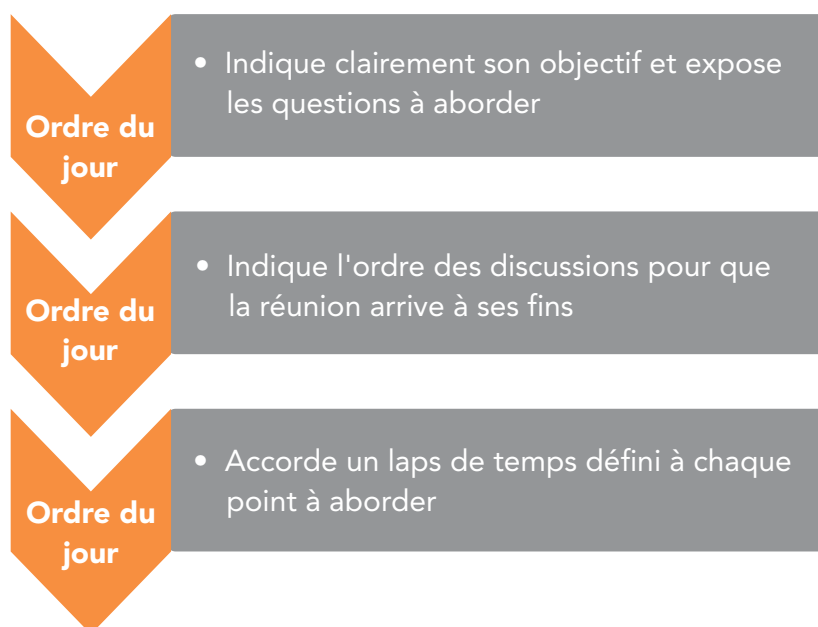 Ordre du
jour
• Indique clairement son objectif et expose
les questions à aborder
Ordre du
jour
• Indique l'ordre des discussions pour que
la réunion arrive à ses fins
Ordre du
jour
• Accorde un laps de temps défini à chaque
point à aborder